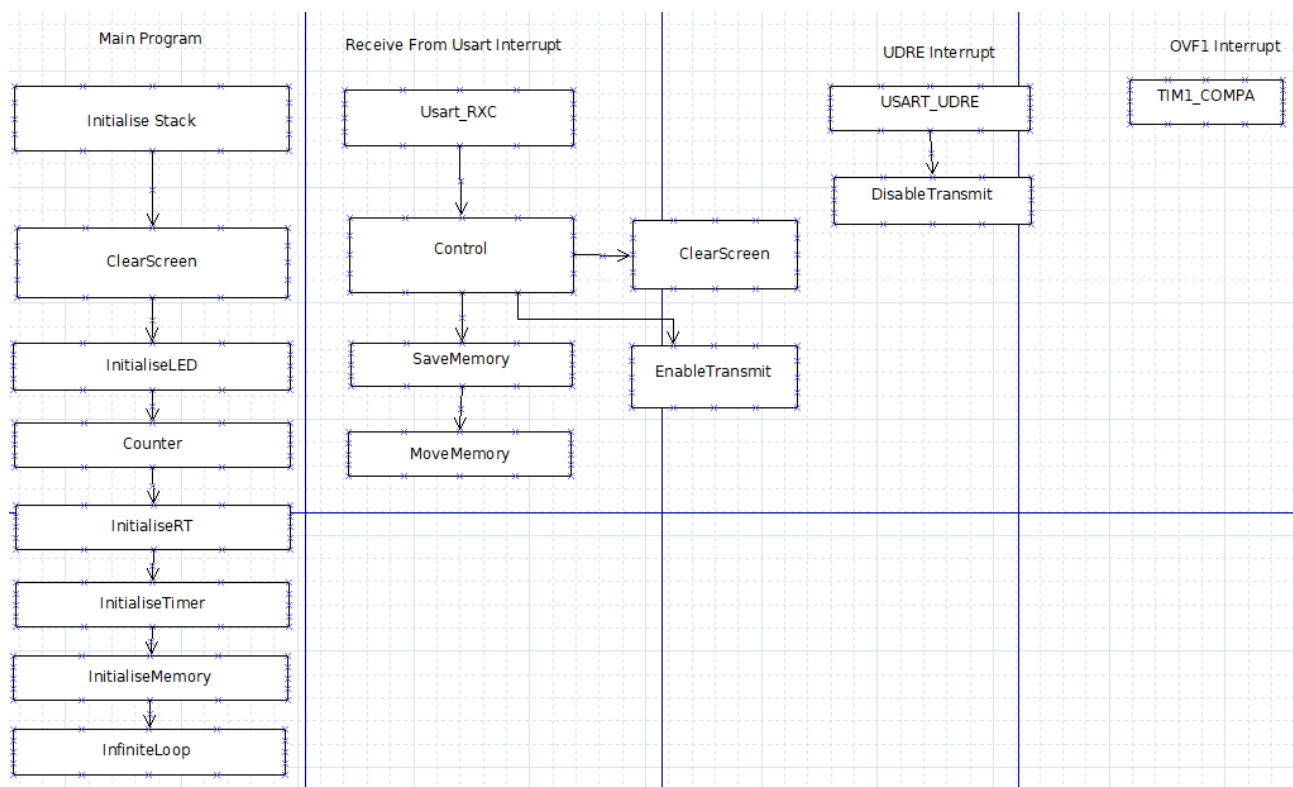 Main Program
Initialise Stack
ClearScreen
InitialiseLED
Counter
InitialiseRT
InitialiseTimer
InitialiseMemory
InfiniteLoop
Receive From Usart Interrupt
Usart_RXC
Control
ClearScreen
SaveMemory
EnableTransmit
MoveMemory
UDRE Interrupt
USART_UDRE
DisableTransmit
OVF1 Interrupt
TIM1_COMPA